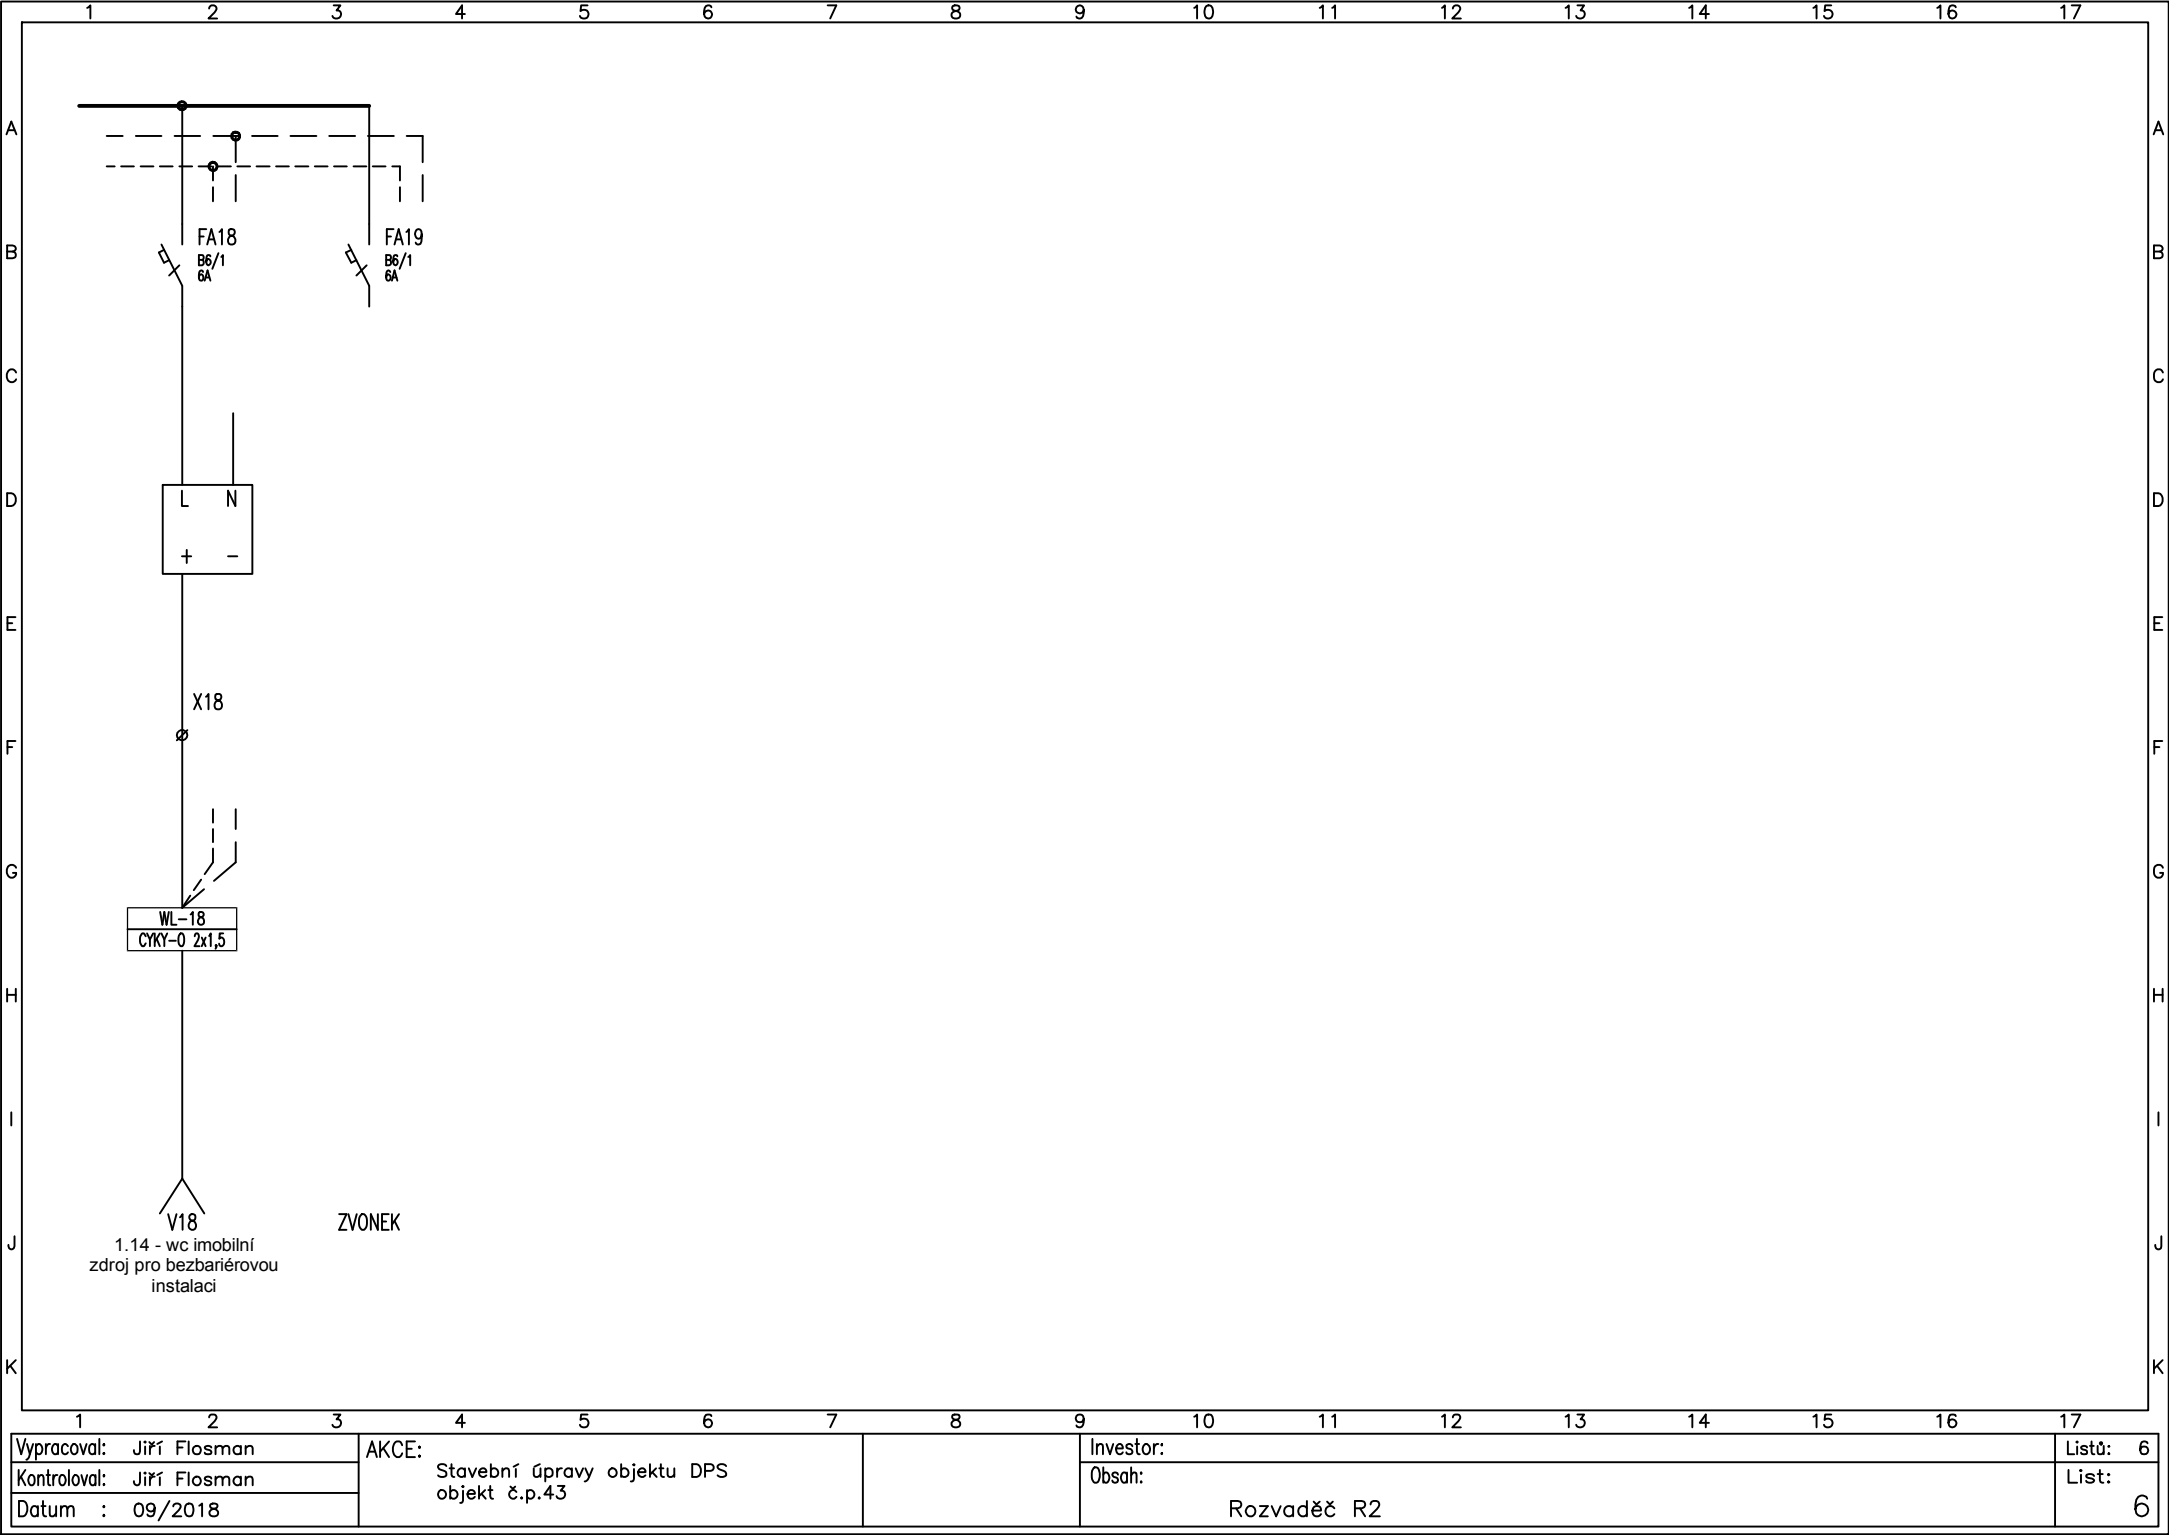 1 2 3 4 5 6 7 8 9 10 11 12 13 14 15 16 17
A A
FA18 FA19
B B6/1 B6/1 B
6A 6A
C C
D L N D
+ −
E E
X18
F F
G G
WL-18
CYKY-O 2x1,5
H H
I I
V18 ZVONEK
J 1.14 - wc imobilní J
zdroj pro bezbariérovou
instalaci
K K
1 2 3 4 5 6 7 8 9 10 11 12 13 14 15 16 17
Vypracoval: Jiří Flosman
Kontroloval: Jiří Flosman
Datum : 09/2018
AKCE:
Stavební úpravy objektu DPS
objekt č.p.43
Investor:
Obsah:
Rozvaděč R2
Listů: 6
List:
6